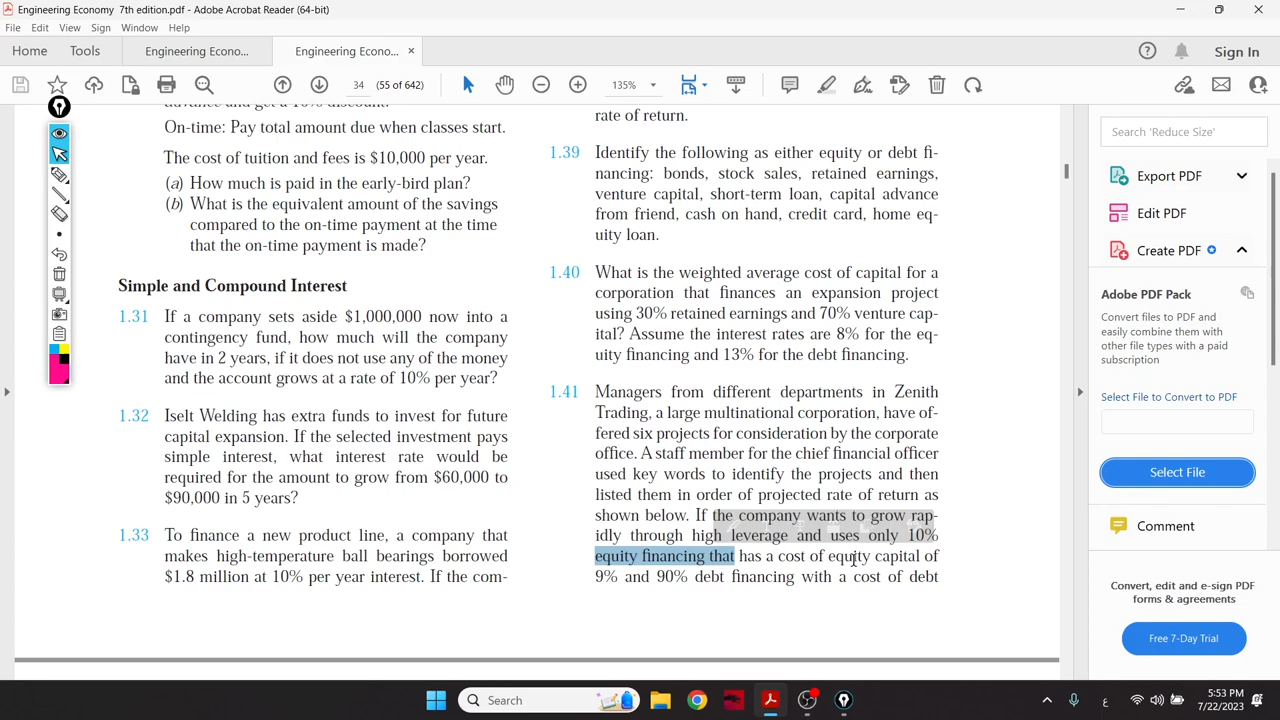 Engineering Economy  7th edition.pdf - Adobe Acrobat Reader (64-bit)
File Edit View Sign Window Help
Home Tools Engineering Econo... Engineering Econo... × Sign In
34 (55 of 642) 135%
On-time: Pay total amount due when classes start.
The cost of tuition and fees is $10,000 per year.
(a) How much is paid in the early-bird plan?
(b) What is the equivalent amount of the savings
compared to the on-time payment at the time
that the on-time payment is made?
Simple and Compound Interest
1.31 If a company sets aside $1,000,000 now into a
contingency fund, how much will the company
have in 2 years, if it does not use any of the money
and the account grows at a rate of 10% per year?
1.32 Iselt Welding has extra funds to invest for future
capital expansion. If the selected investment pays
simple interest, what interest rate would be
required for the amount to grow from $60,000 to
$90,000 in 5 years?
1.33 To finance a new product line, a company that
makes high-temperature ball bearings borrowed
$1.8 million at 10% per year interest. If the com-
rate of return.
1.39 Identify the following as either equity or debt fi-
nancing: bonds, stock sales, retained earnings,
venture capital, short-term loan, capital advance
from friend, cash on hand, credit card, home eq-
uity loan.
1.40 What is the weighted average cost of capital for a
corporation that finances an expansion project
using 30% retained earnings and 70% venture cap-
ital? Assume the interest rates are 8% for the eq-
uity financing and 13% for the debt financing.
1.41 Managers from different departments in Zenith
Trading, a large multinational corporation, have of-
fered six projects for consideration by the corporate
office. A staff member for the chief financial officer
used key words to identify the projects and then
listed them in order of projected rate of return as
shown below. If the company wants to grow rap-
idly through high leverage and uses only 10%
equity financing that has a cost of equity capital of
9% and 90% debt financing with a cost of debt
Search 'Reduce Size'
Export PDF
Edit PDF
Create PDF
Adobe PDF Pack
Convert files to PDF and
easily combine them with
other file types with a paid
subscription
Select File to Convert to PDF
Select File
Comment
Convert, edit and e-sign PDF
forms & agreements
Free 7-Day Trial
Search
ع
5:53 PM
7/22/2023